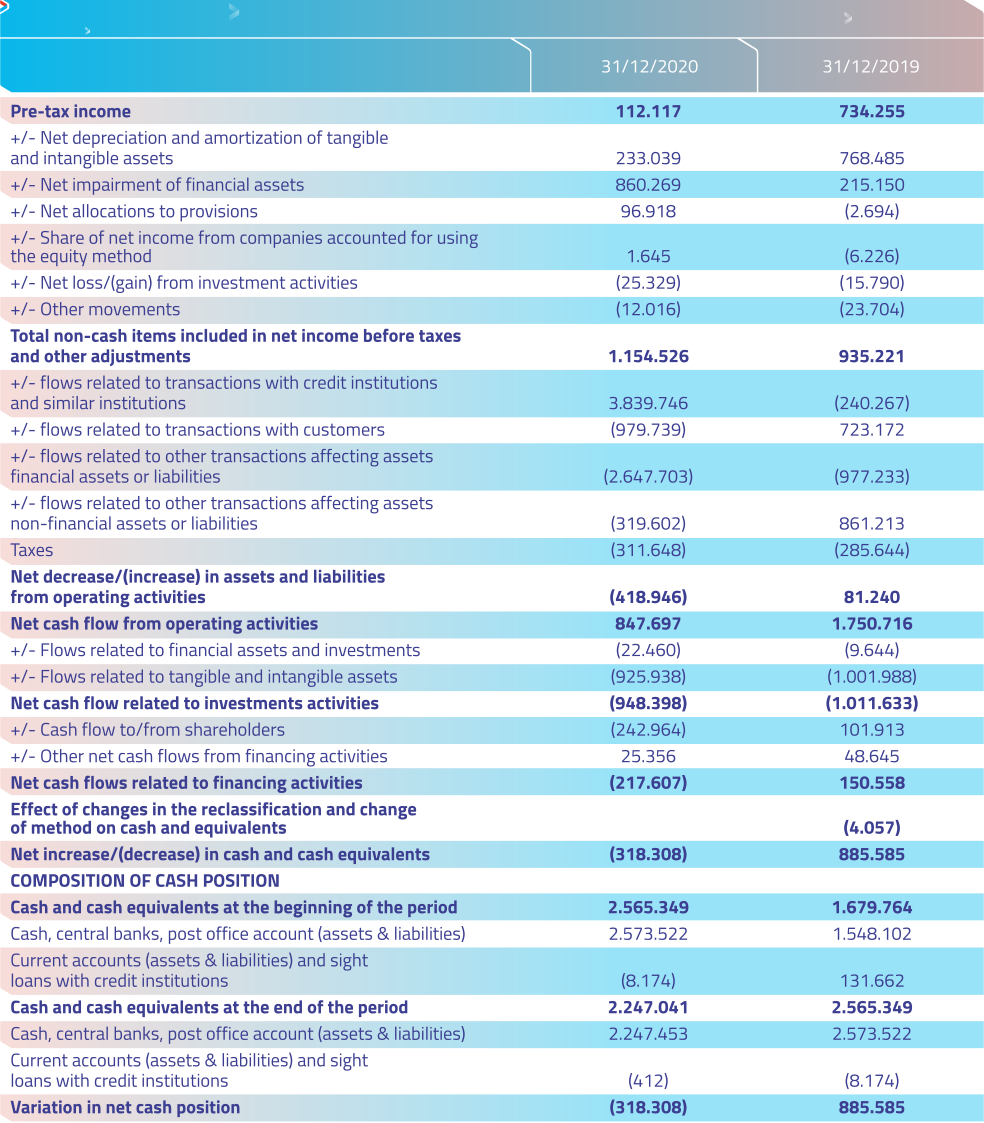 31/12/2020 31/12/2019
Pre-tax income 112.117 734.255
+/- Net depreciation and amortization of tangible
and intangible assets 233.039 768.485
+/- Net impairment of financial assets 860.269 215.150
+/- Net allocations to provisions 96.918 (2.694)
+/- Share of net income from companies accounted for using
the equity method 1.645 (6.226)
+/- Net loss/(gain) from investment activities (25.329) (15.790)
+/- Other movements (12.016) (23.704)
Total non-cash items included in net income before taxes
and other adjustments 1.154.526 935.221
+/- flows related to transactions with credit institutions
and similar institutions 3.839.746 (240.267)
+/- flows related to transactions with customers (979.739) 723.172
+/- flows related to other transactions affecting assets
financial assets or liabilities (2.647.703) (977.233)
+/- flows related to other transactions affecting assets
non-financial assets or liabilities (319.602) 861.213
Taxes (311.648) (285.644)
Net decrease/(increase) in assets and liabilities
from operating activities (418.946) 81.240
Net cash flow from operating activities 847.697 1.750.716
+/- Flows related to financial assets and investments (22.460) (9.644)
+/- Flows related to tangible and intangible assets (925.938) (1.001.988)
Net cash flow related to investments activities (948.398) (1.011.633)
+/- Cash flow to/from shareholders (242.964) 101.913
+/- Other net cash flows from financing activities 25.356 48.645
Net cash flows related to financing activities (217.607) 150.558
Effect of changes in the reclassification and change
of method on cash and equivalents (4.057)
Net increase/(decrease) in cash and cash equivalents (318.308) 885.585
COMPOSITION OF CASH POSITION
Cash and cash equivalents at the beginning of the period 2.565.349 1.679.764
Cash, central banks, post office account (assets & liabilities) 2.573.522 1.548.102
Current accounts (assets & liabilities) and sight
loans with credit institutions (8.174) 131.662
Cash and cash equivalents at the end of the period 2.247.041 2.565.349
Cash, central banks, post office account (assets & liabilities) 2.247.453 2.573.522
Current accounts (assets & liabilities) and sight
loans with credit institutions (412) (8.174)
Variation in net cash position (318.308) 885.585